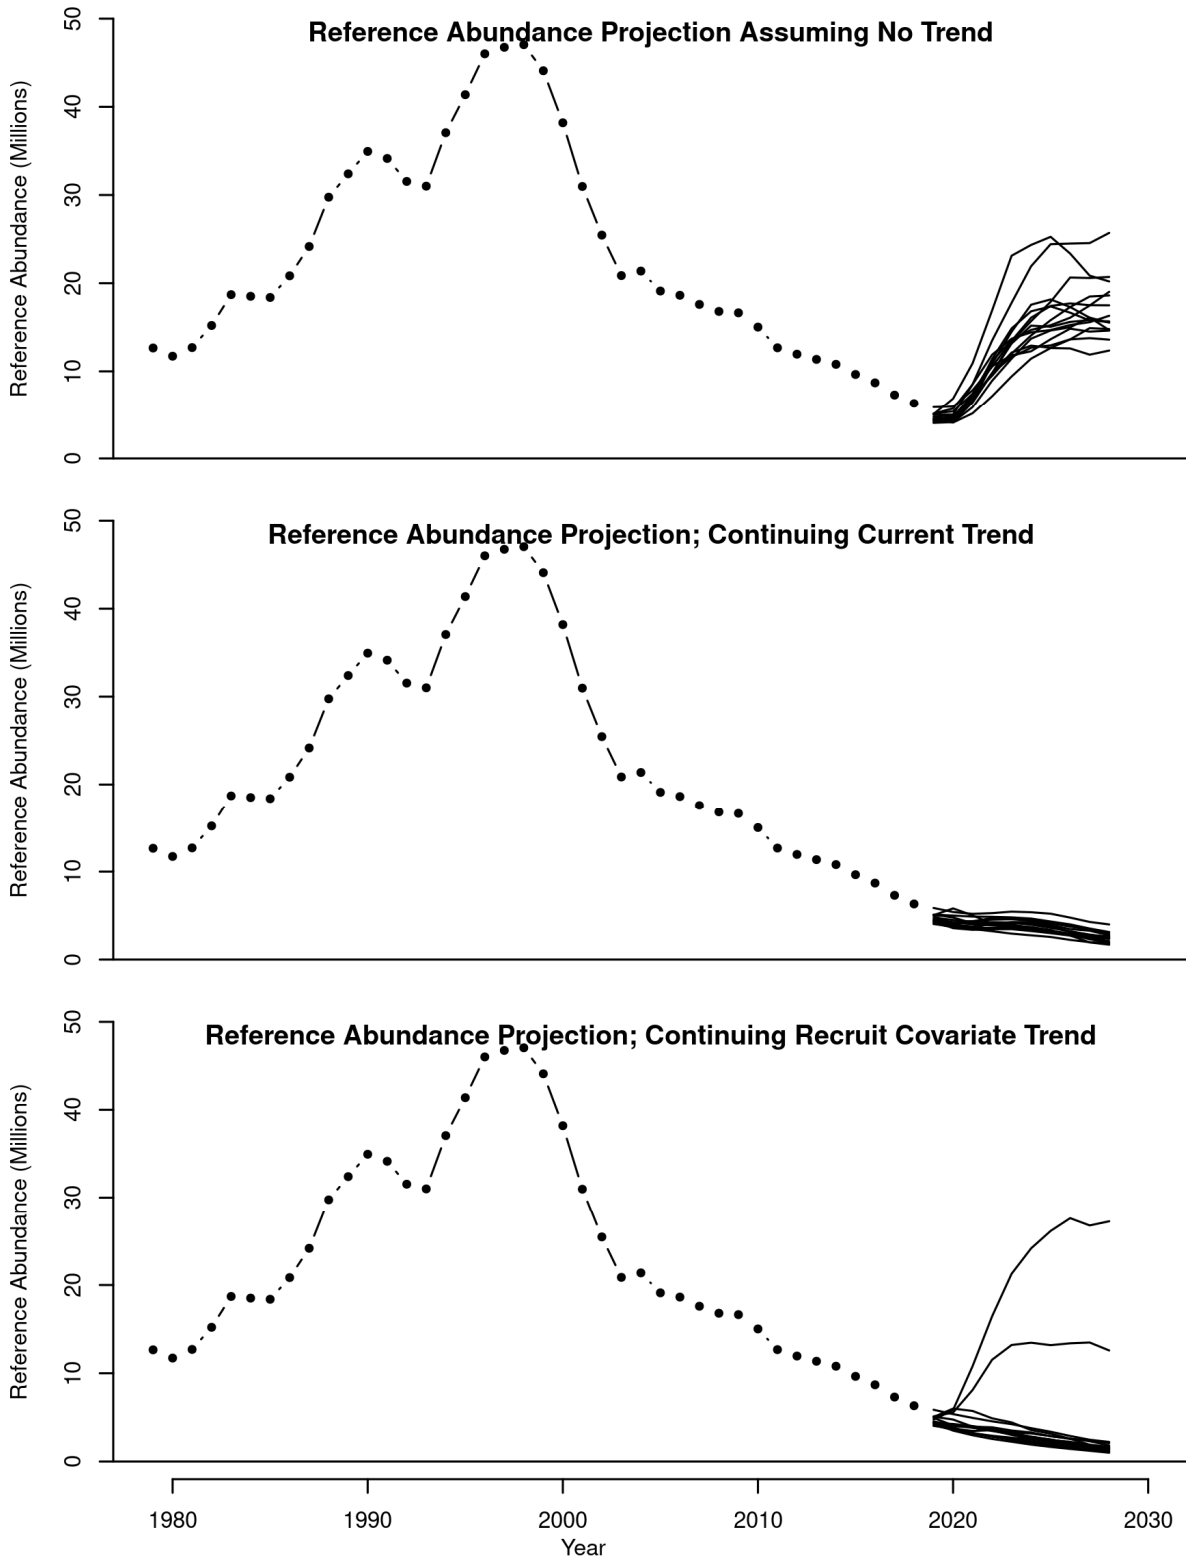 Reference Abundance Projection Assuming No Trend
Reference Abundance (Millions)
50
40
30
20
10
0
Reference Abundance Projection; Continuing Current Trend
Reference Abundance (Millions)
50
40
30
20
10
0
Reference Abundance Projection; Continuing Recruit Covariate Trend
Reference Abundance (Millions)
50
40
30
20
10
0
1980 1990 2000 2010 2020 2030
Year